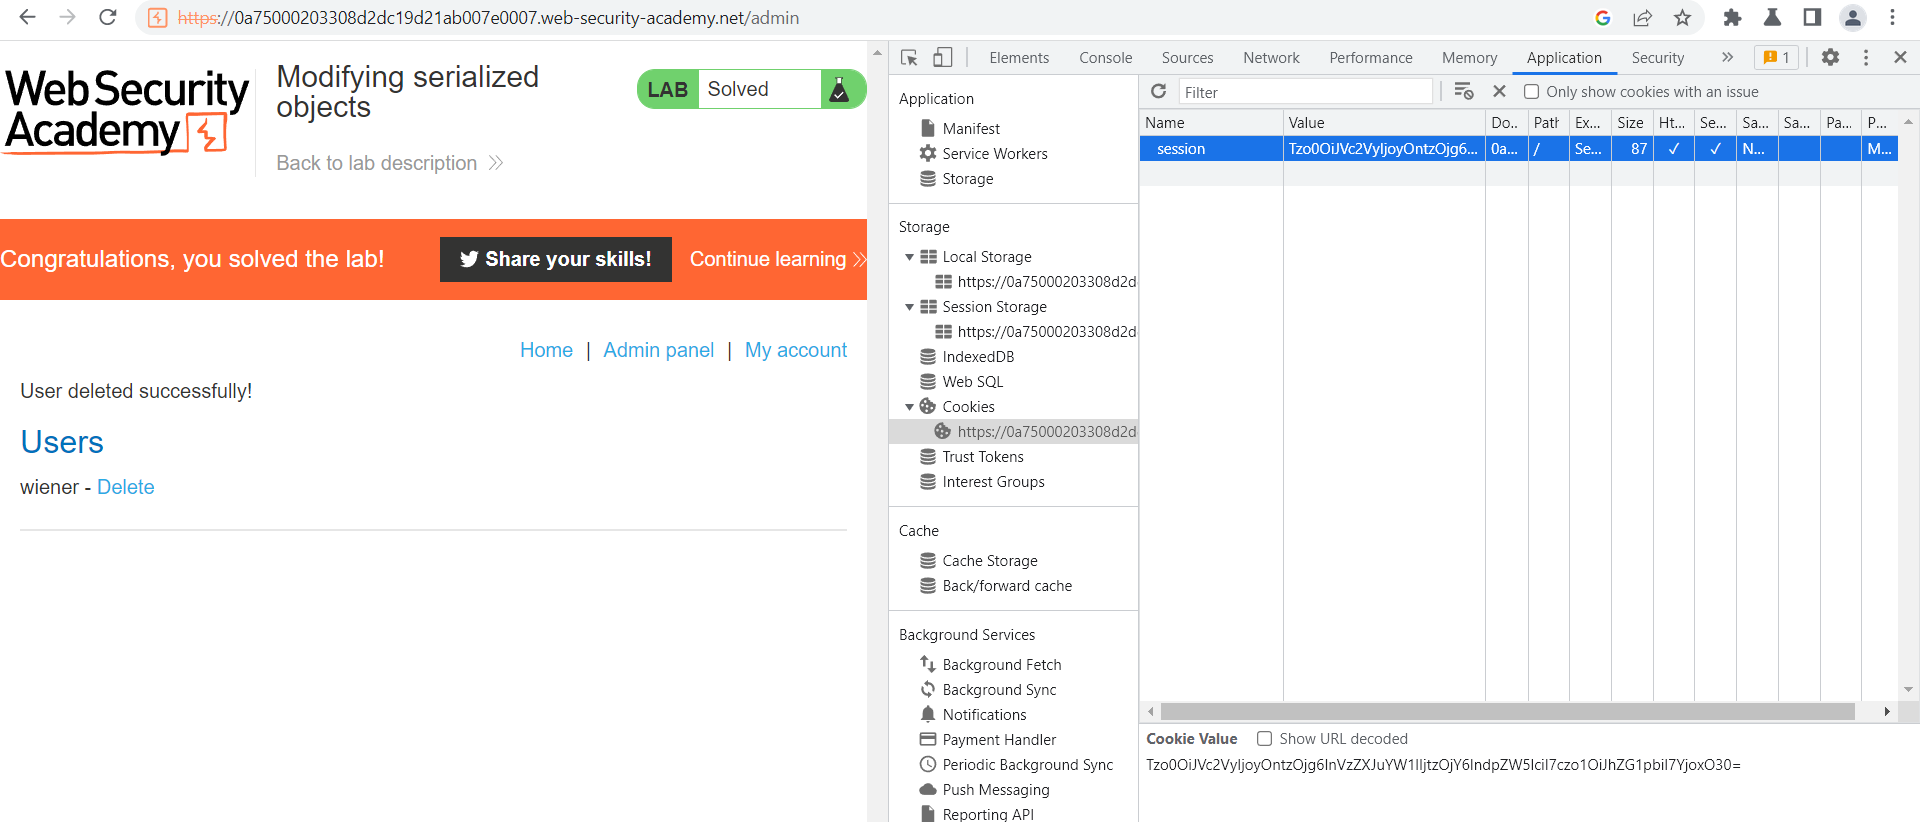 https://0a75000203308d2dc19d21ab007e0007.web-security-academy.net/admin
Web Security
Academy
Modifying serialized
objects
Back to lab description
LAB Solved
Congratulations, you solved the lab!
Share your skills!
Continue learning
Home | Admin panel | My account
User deleted successfully!
Users
wiener - Delete
Elements Console Sources Network Performance Memory Application Security 1
Application
Manifest
Service Workers
Storage
Storage
Local Storage
https://0a75000203308d2d
Session Storage
https://0a75000203308d2d
IndexedDB
Web SQL
Cookies
https://0a75000203308d2d
Trust Tokens
Interest Groups
Cache
Cache Storage
Back/forward cache
Background Services
Background Fetch
Background Sync
Notifications
Payment Handler
Periodic Background Sync
Push Messaging
Reporting API
Filter
Only show cookies with an issue
Name Value Do... Path Ex... Size Ht... Se... Sa... Sa... Pa... P...
session Tzo0OiJVc2VyIjoyOntzOjg6... 0a... / Se... 87 ✓ ✓ N... M...
Cookie Value Show URL decoded
Tzo0OiJVc2VyIjoyOntzOjg6InVzZXJuYW1lIjtzOjY6IndpZW5lciI7czo1OiJhZG1pbiI7YjoxO30=